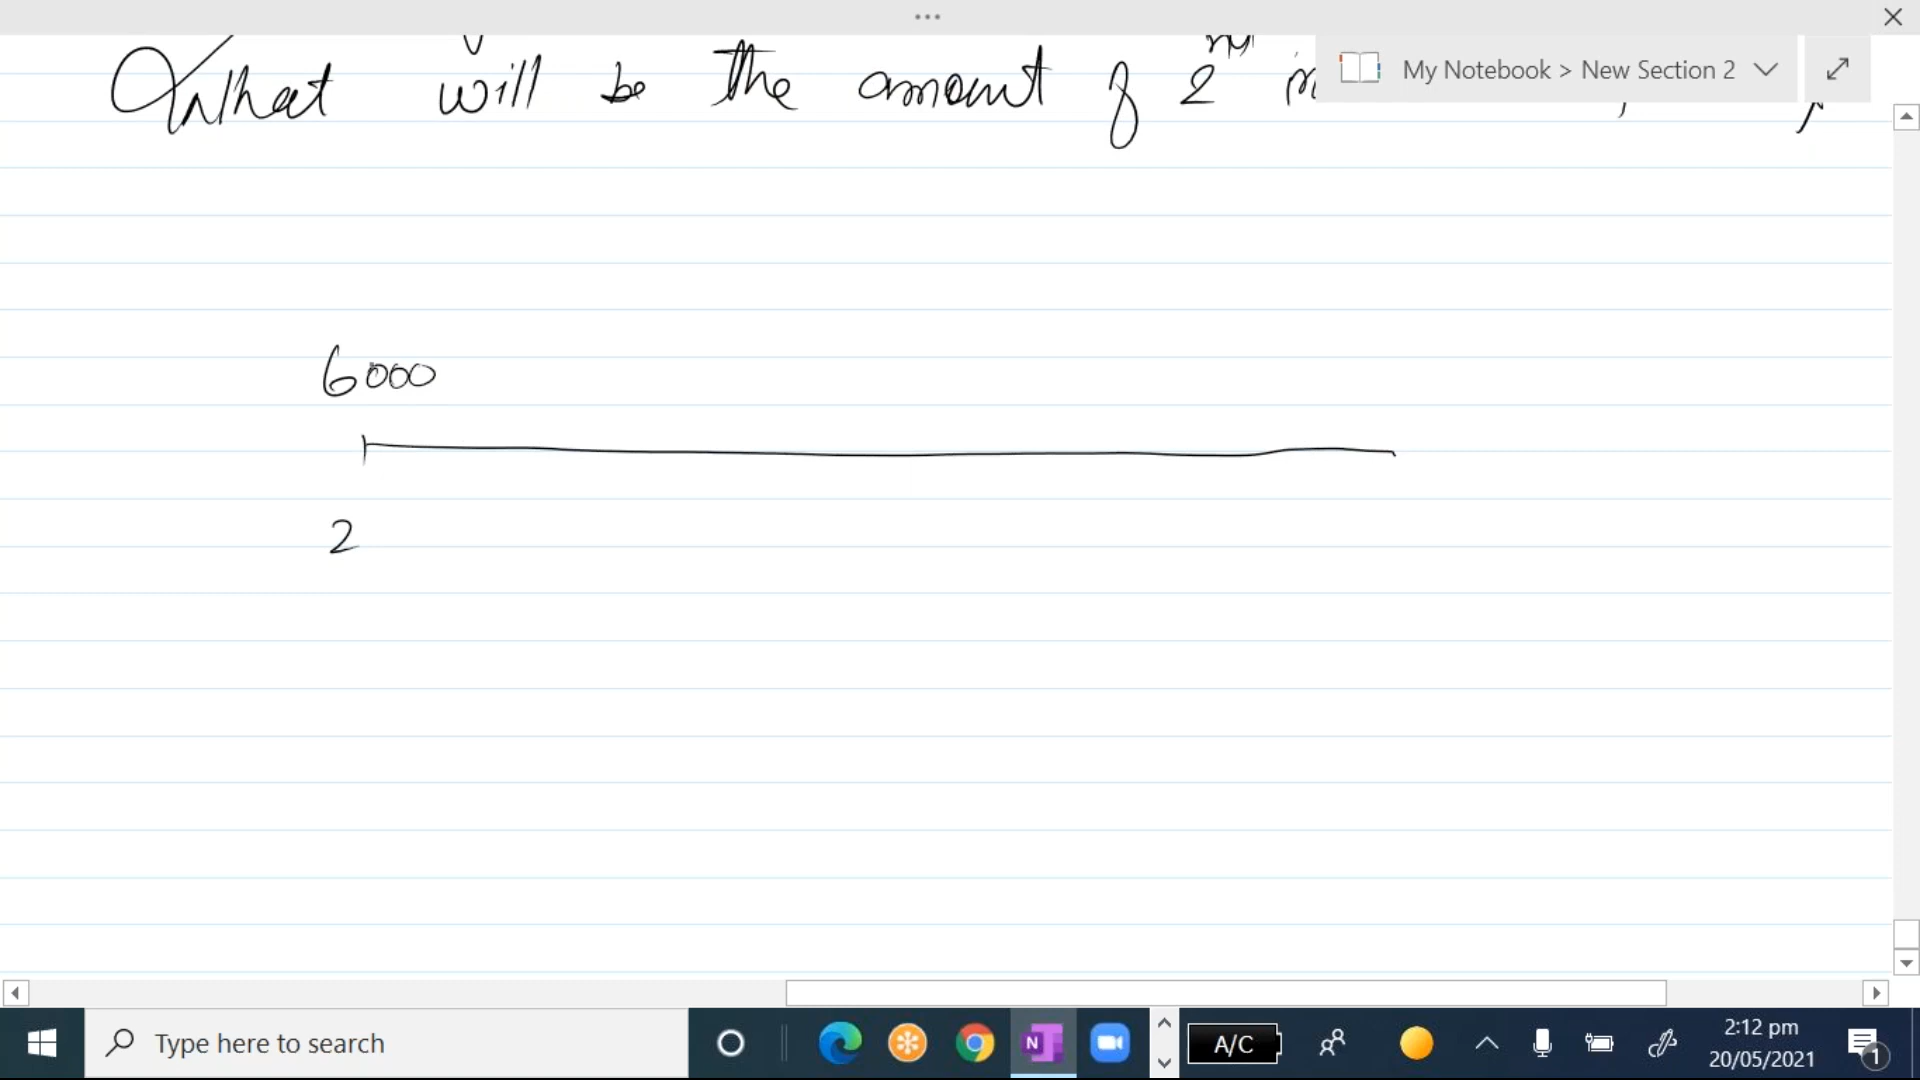 ...
My Notebook > New Section 2
What will be the amount of 2
6000
2
Type here to search
A/C
N
2:12 pm
20/05/2021
1